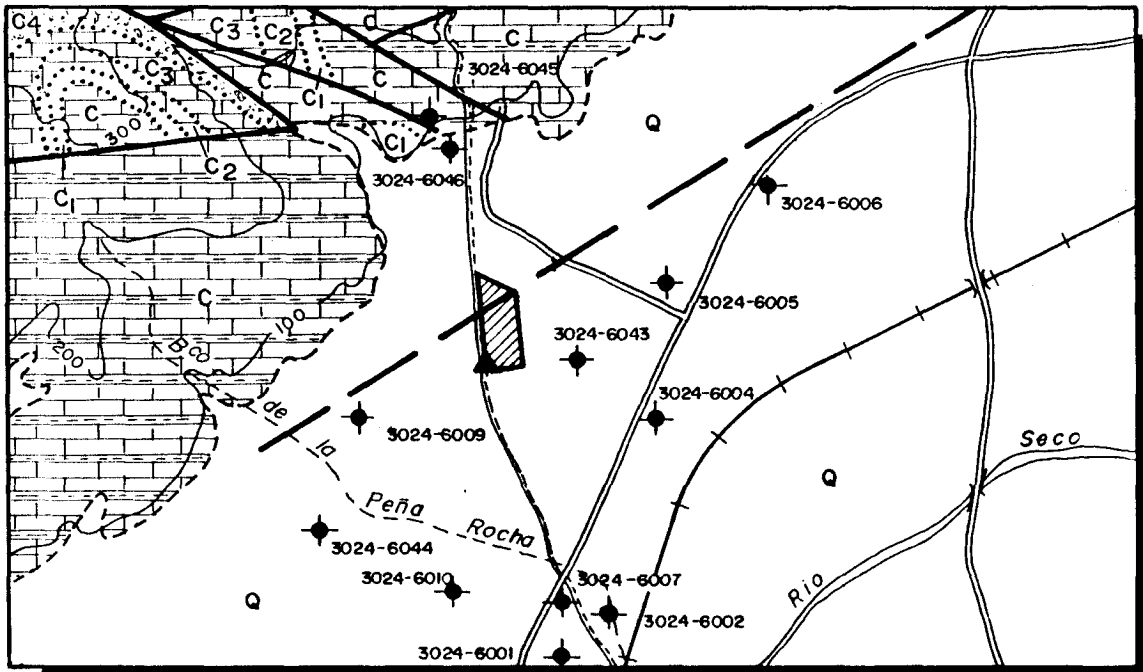 C4
C3
C2
C
C
3024-6045
C3
C
C
C1
C
300
C1
Q
C2
3024-6046
C1
3024-6006
C
3024-6005
100
3024-6043
200
Bco
de
la
Peña
Rocha
3024-6004
3024-6009
Seco
Q
3024-6044
3024-6010
3024-6007
Rio
Q
3024-6002
3024-6001